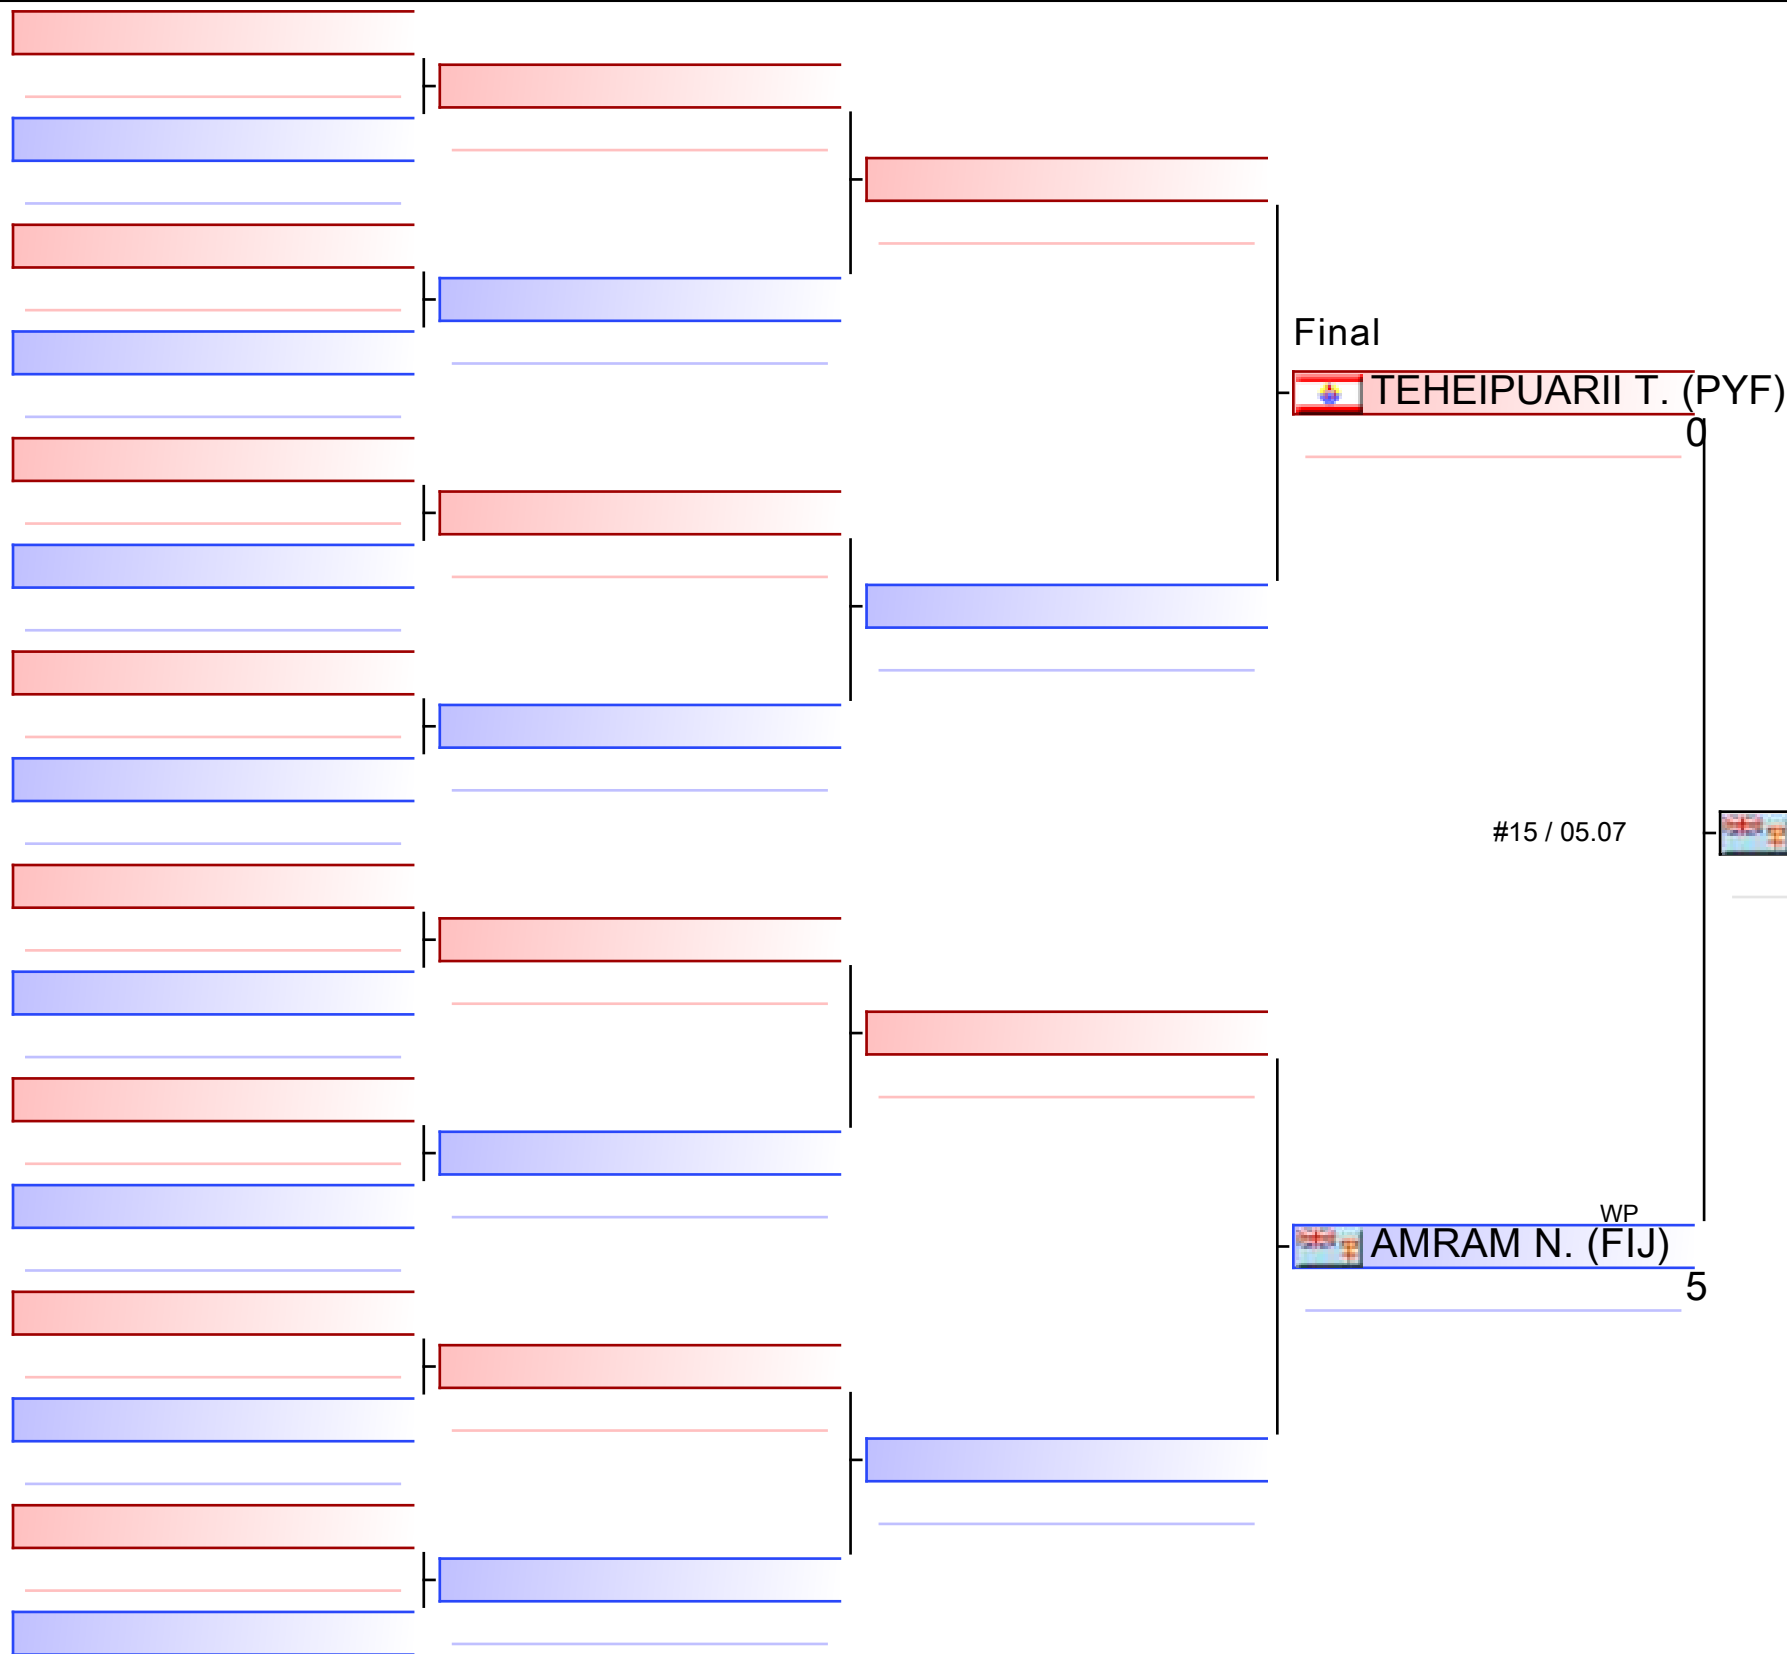 Final
TEHEIPUARII T. (PYF)
0
#15 / 05.07
WP
AMRAM N. (FIJ)
5